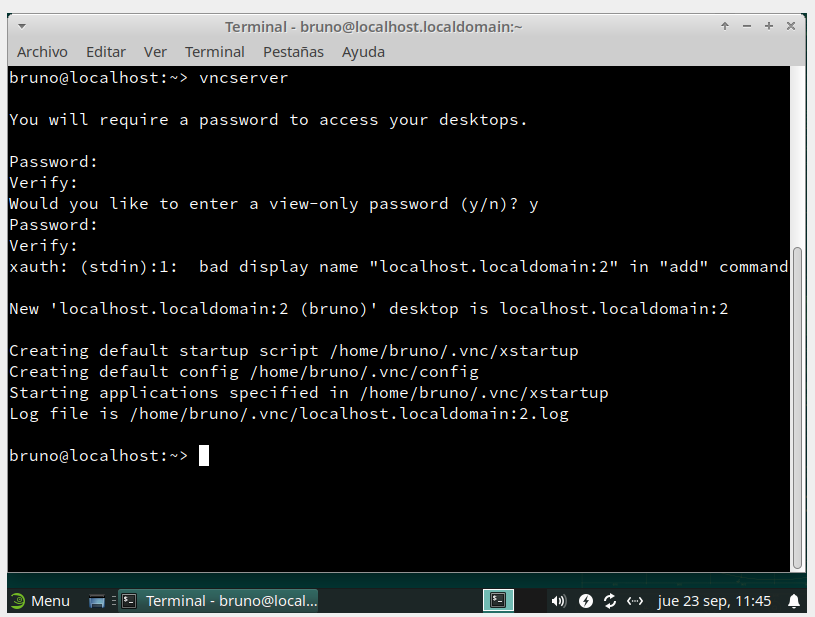 Terminal - bruno@localhost.localdomain:~
Archivo Editar Ver Terminal Pestañas Ayuda
bruno@localhost:~> vncserver
You will require a password to access your desktops.
Password:
Verify:
Would you like to enter a view-only password (y/n)? y
Password:
Verify:
xauth: (stdin):1:  bad display name "localhost.localdomain:2" in "add" command
New 'localhost.localdomain:2 (bruno)' desktop is localhost.localdomain:2
Creating default startup script /home/bruno/.vnc/xstartup
Creating default config /home/bruno/.vnc/config
Starting applications specified in /home/bruno/.vnc/xstartup
Log file is /home/bruno/.vnc/localhost.localdomain:2.log
bruno@localhost:~>
Menu Terminal - bruno@local... jue 23 sep, 11:45